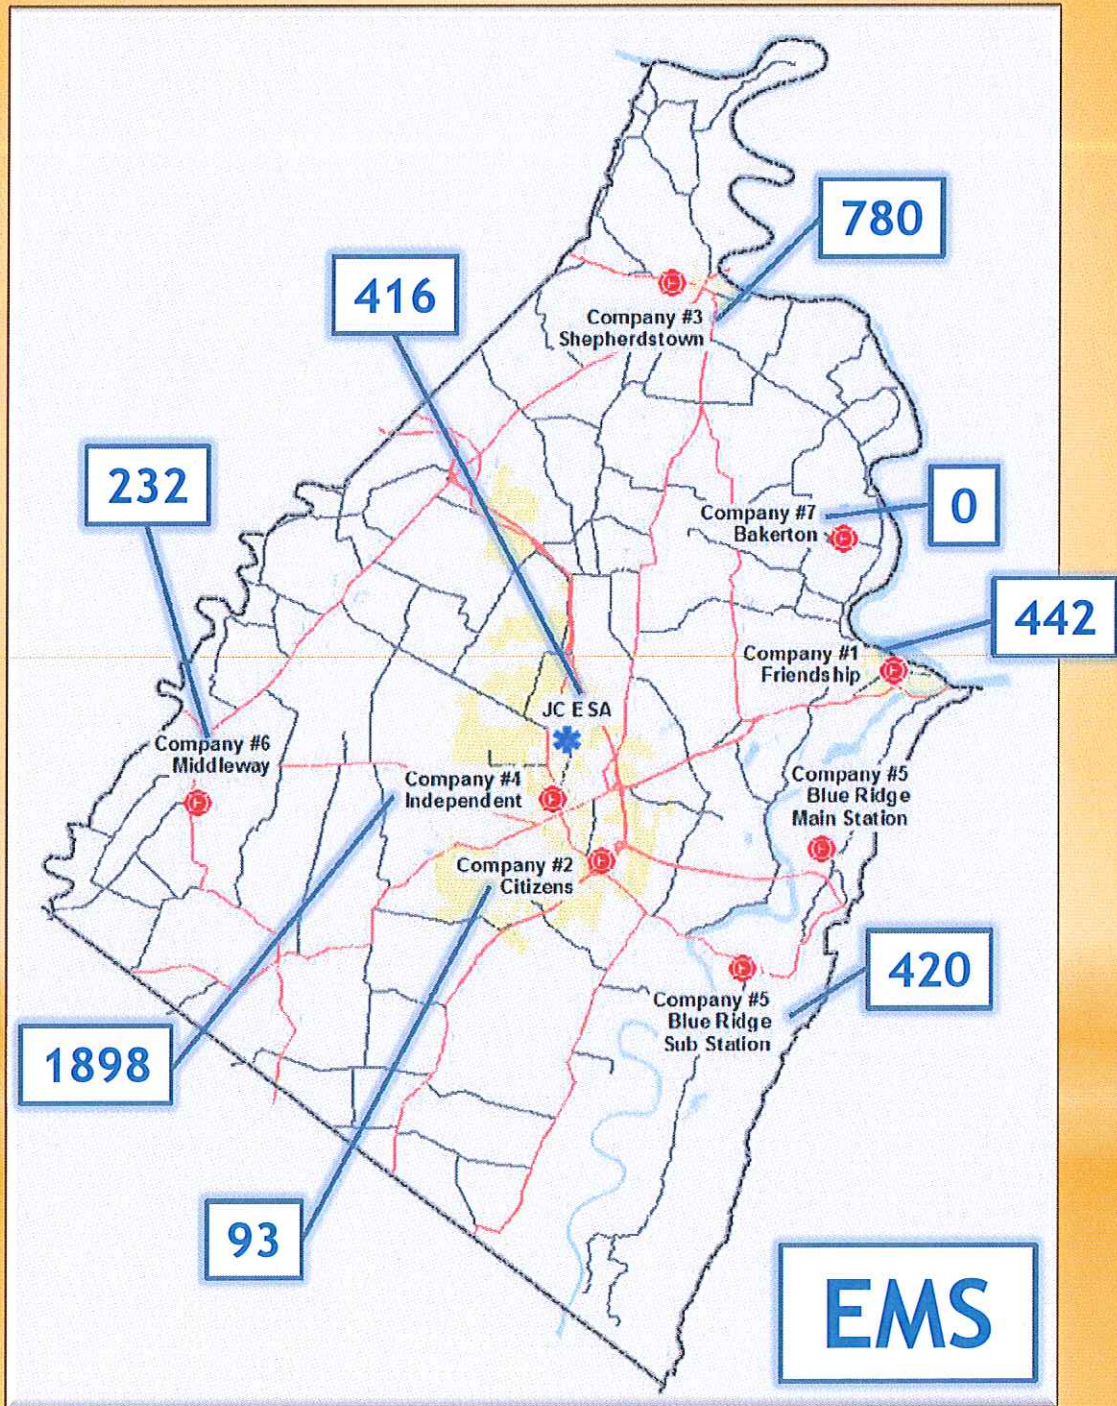 780
416
Company #3
Shepherdstown
232
Company #7
Bakerton
0
442
Company #1
Friendship
JC ESA
Company #6
Middleway
Company #4
Independent
Company #5
Blue Ridge
Main Station
Company #2
Citizens
420
Company #5
Blue Ridge
Sub Station
1898
93
EMS